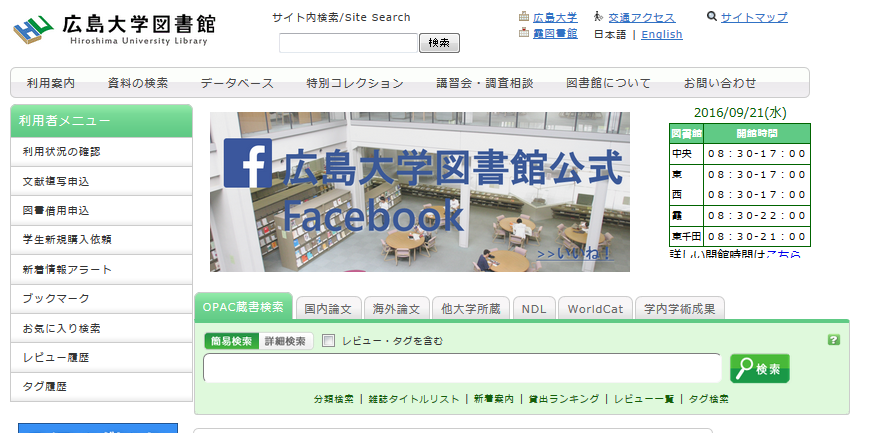 広島大学図書館
Hiroshima University Library
サイト内検索/Site Search
検索
広島大学
霞図書館
交通アクセス
日本語 | English
サイトマップ
利用案内 資料の検索 データベース 特別コレクション 講習会・調査相談 図書館について お問い合わせ
利用者メニュー
利用状況の確認
文献複写申込
図書借用申込
学生新規購入依頼
新着情報アラート
ブックマーク
お気に入り検索
レビュー履歴
タグ履歴
広島大学図書館公式
Facebook
>>いいね!
2016/09/21(水)
図書館 開館時間
中央 08:30-17:00
東 08:30-17:00
西 08:30-17:00
霞 08:30-22:00
東千田 08:30-21:00
詳しい開館時間はこちら
OPAC蔵書検索 国内論文 海外論文 他大学所蔵 NDL WorldCat 学内学術成果
簡易検索 詳細検索 レビュー・タグを含む
?
検索
分類検索 | 雑誌タイトルリスト | 新着案内 | 貸出ランキング | レビュー一覧 | タグ検索